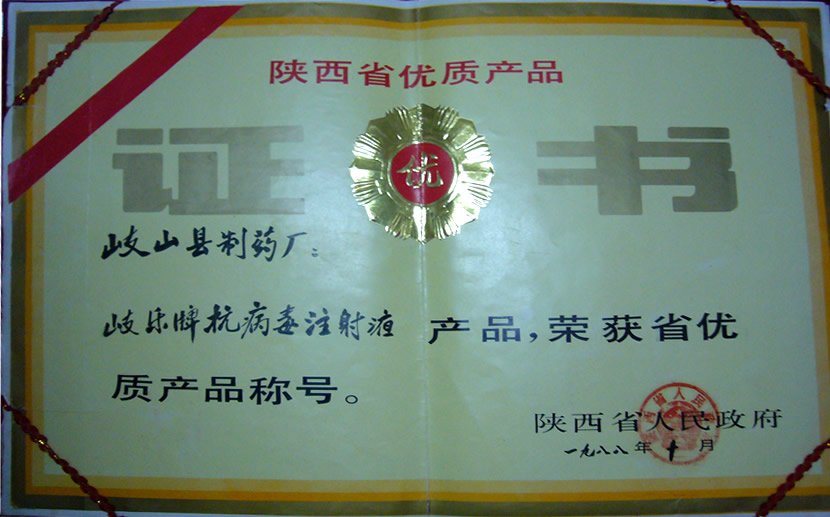 陕西省优质产品
证 优 书
岐山县制药厂:
岐乐牌抗病毒注射液 产品,荣获省优
质产品称号。
陕西省人民政府
一九八八年十月